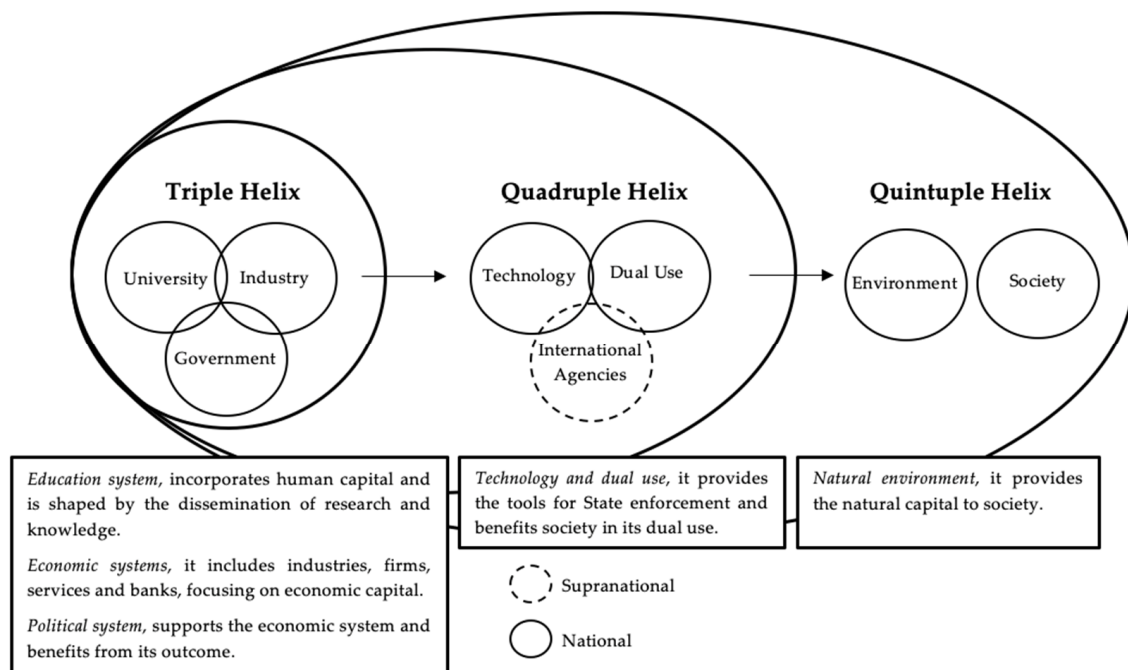 Triple Helix
University
Industry
Government
Quadruple Helix
Technology
Dual Use
International
Agencies
Quintuple Helix
Environment
Society
Education system, incorporates human capital and
is shaped by the dissemination of research and
knowledge.
Economic systems, it includes industries, firms,
services and banks, focusing on economic capital.
Political system, supports the economic system and
benefits from its outcome.
Technology and dual use, it provides
the tools for State enforcement and
benefits society in its dual use.
Natural environment, it provides
the natural capital to society.
Supranational
National